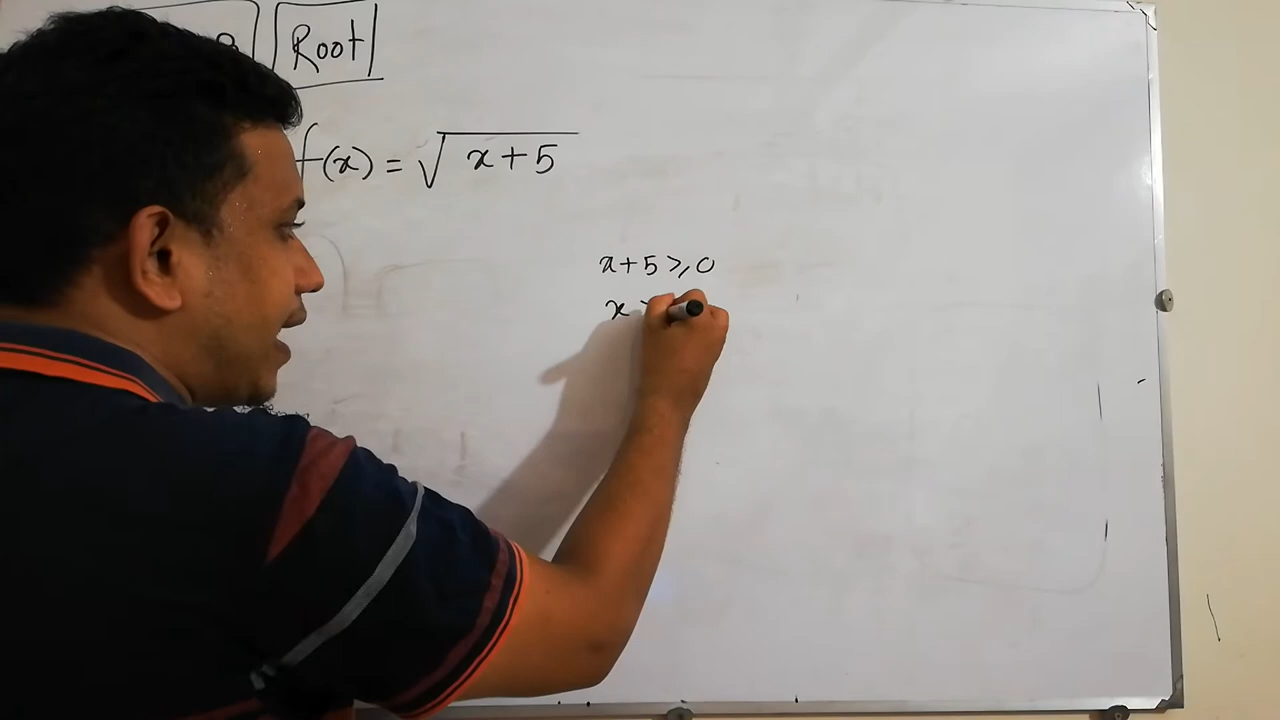 Root
f(x) = √x+5
x+5 ≥ 0
x